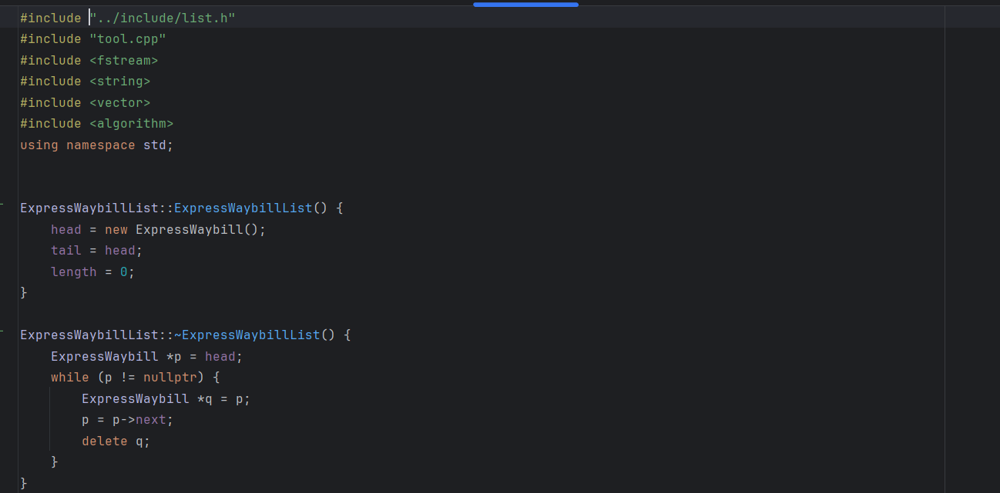 #include "../include/list.h"
#include "tool.cpp"
#include <fstream>
#include <string>
#include <vector>
#include <algorithm>
using namespace std;
ExpressWaybillList::ExpressWaybillList() {
    head = new ExpressWaybill();
    tail = head;
    length = 0;
}
ExpressWaybillList::~ExpressWaybillList() {
    ExpressWaybill *p = head;
    while (p != nullptr) {
        ExpressWaybill *q = p;
        p = p->next;
        delete q;
    }
}